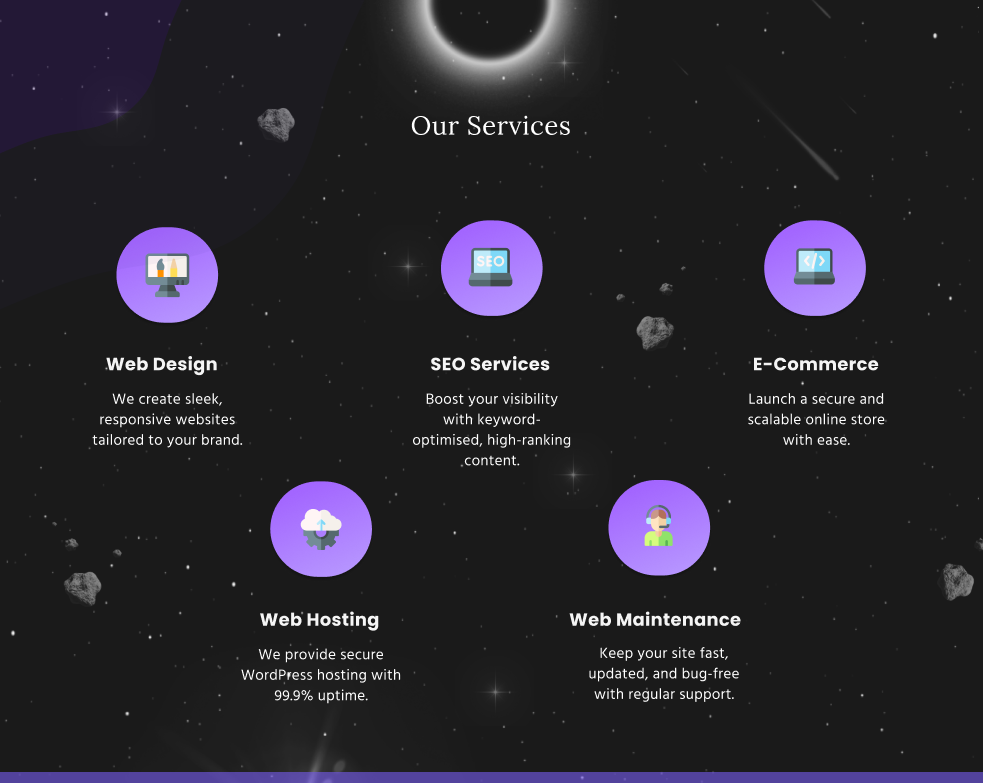 Our Services
SEO
</>
Web Design
SEO Services
E-Commerce
We create sleek,
responsive websites
tailored to your brand.
Boost your visibility
with keyword-
optimised, high-ranking
content.
Launch a secure and
scalable online store
with ease.
Web Hosting
Web Maintenance
We provide secure
WordPress hosting with
99.9% uptime.
Keep your site fast,
updated, and bug-free
with regular support.